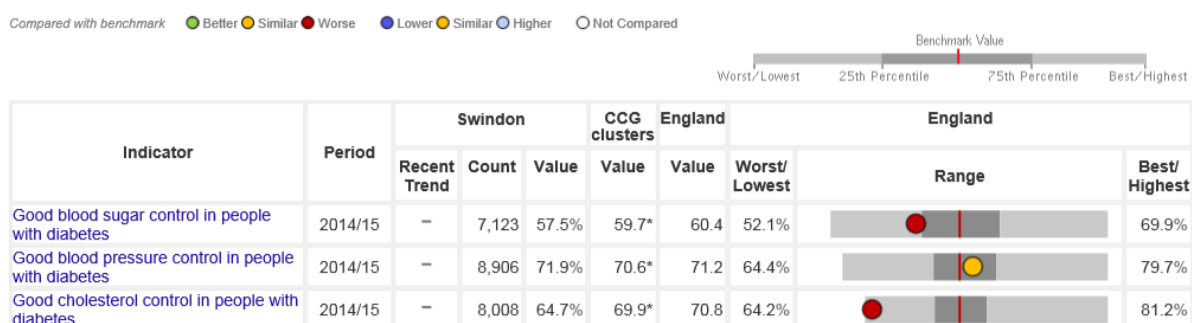 Compared with benchmark Better Similar Worse Lower Similar Higher Not Compared
Benchmark Value
Worst/Lowest 25th Percentile 75th Percentile Best/Highest
Indicator Period Swindon CCG clusters England England
Recent Trend Count Value Value Value Worst/ Lowest Range Best/ Highest
Good blood sugar control in people
with diabetes 2014/15 – 7,123 57.5% 59.7* 60.4 52.1% 69.9%
Good blood pressure control in people
with diabetes 2014/15 – 8,906 71.9% 70.6* 71.2 64.4% 79.7%
Good cholesterol control in people with
diabetes 2014/15 – 8,008 64.7% 69.9* 70.8 64.2% 81.2%